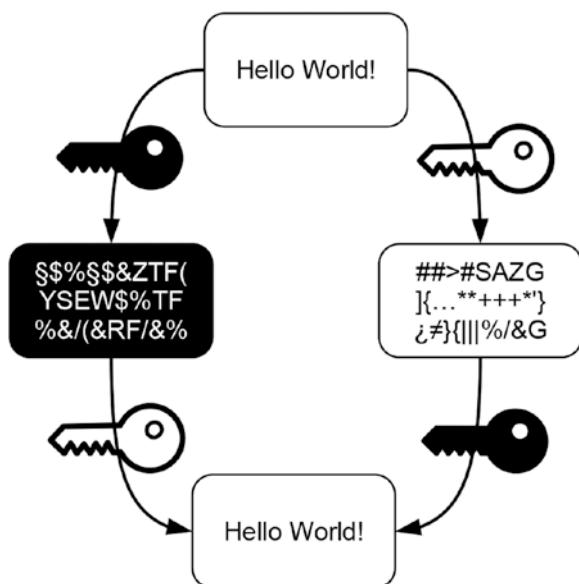 Hello World!
§$%§$&ZTF(
YSEW$%TF
%&/(&RF/&%
##>#SAZG
]{…**+++*'}
¿≠}{|||%/&G
Hello World!